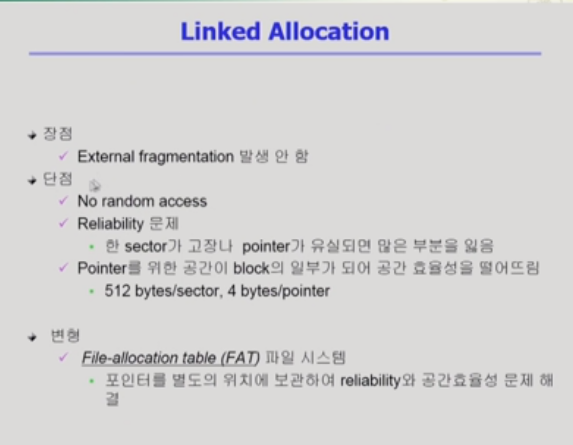 Linked Allocation
장점
External fragmentation 발생 안 함
단점
No random access
Reliability 문제
한 sector가 고장나 pointer가 유실되면 많은 부분을 잃음
Pointer를 위한 공간이 block의 일부가 되어 공간 효율성을 떨어뜨림
512 bytes/sector, 4 bytes/pointer
변형
File-allocation table (FAT) 파일 시스템
포인터를 별도의 위치에 보관하여 reliability와 공간효율성 문제 해
결